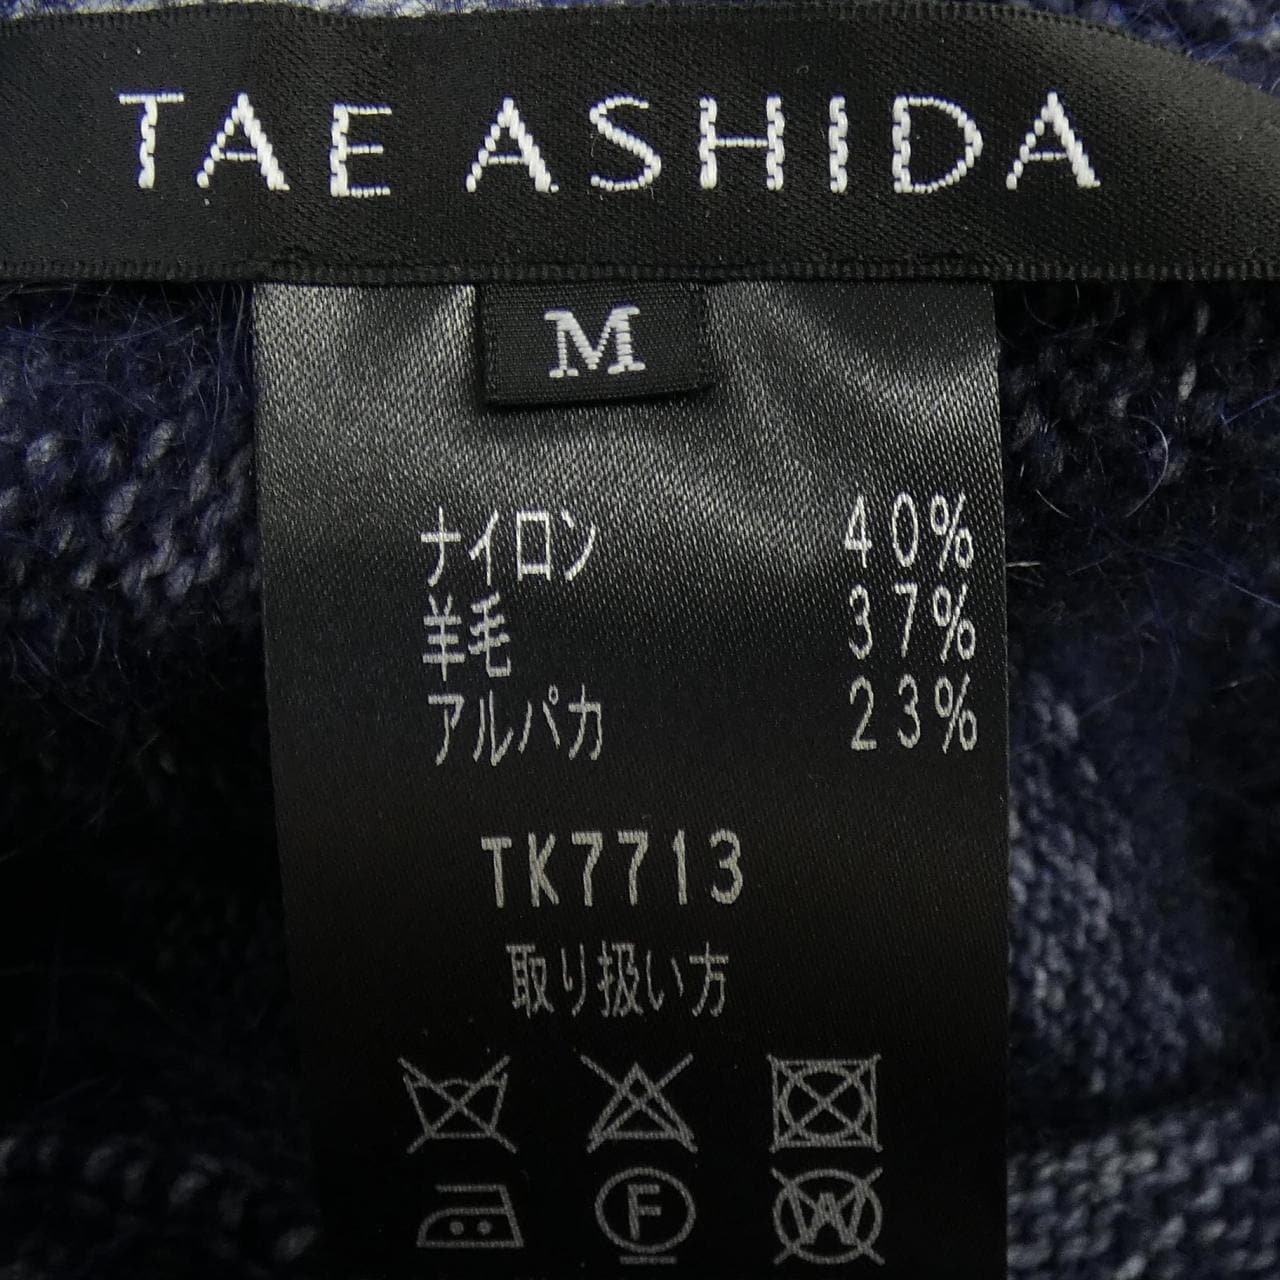 TAE ASHIDA
M
ナイロン 40%
羊毛 37%
アルパカ 23%
TK7713
取り扱い方
F W